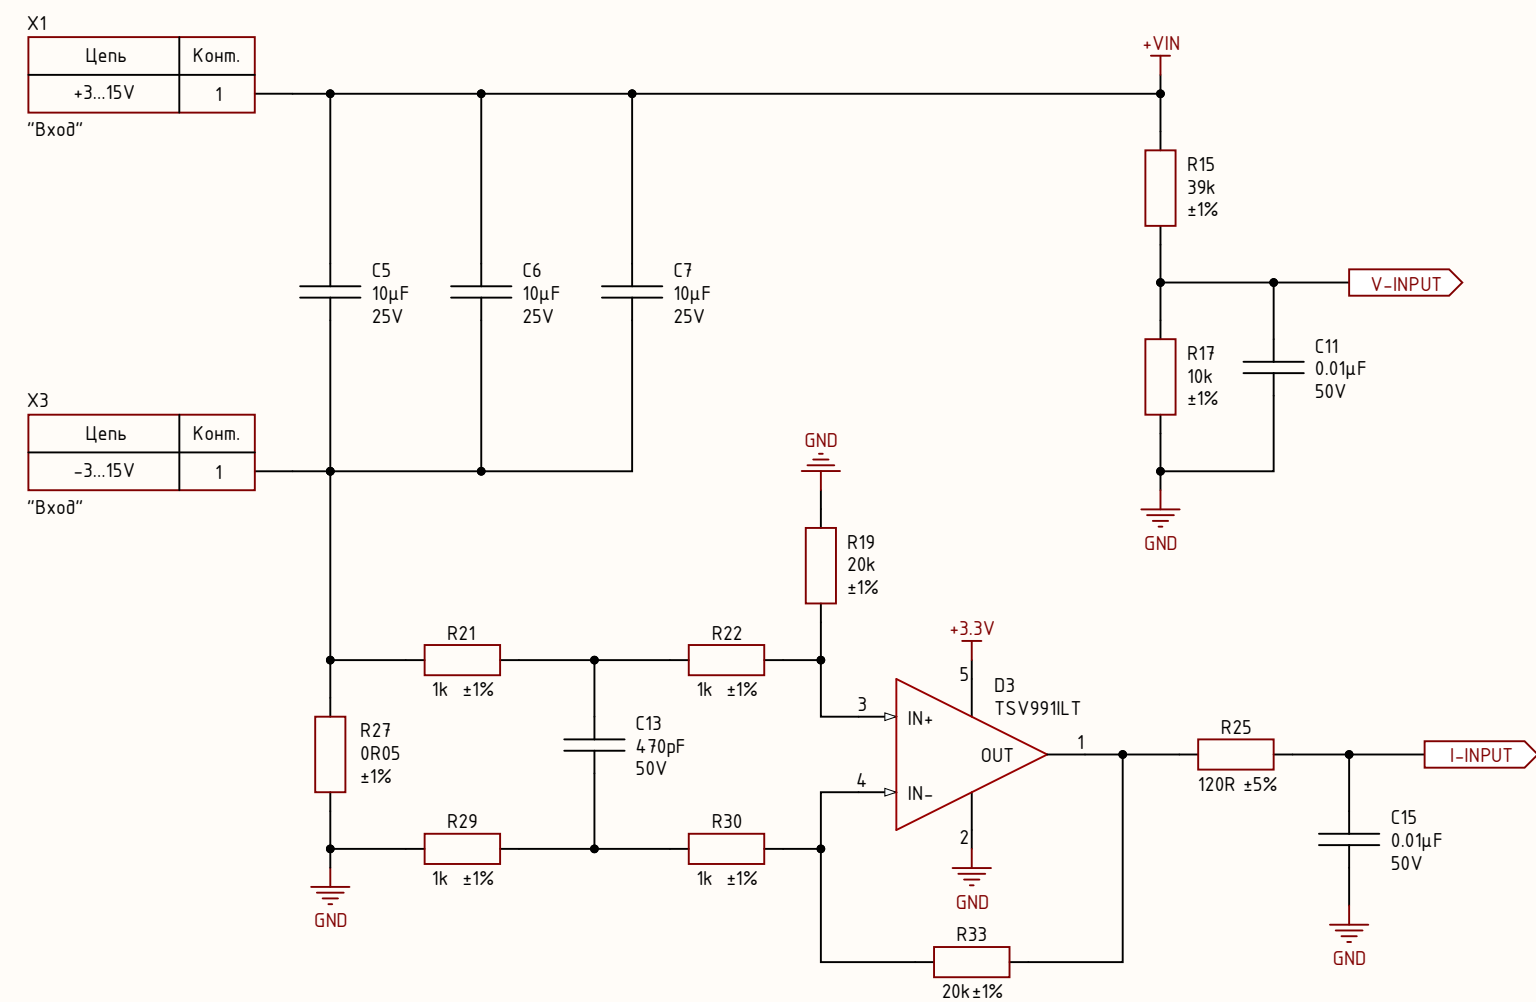 X1
Цепь Конт.
+3...15V 1
"Вход"
+VIN
R15
39k
±1%
C5
10µF
25V
C6
10µF
25V
C7
10µF
25V
V-INPUT
R17
10k
±1%
C11
0.01µF
50V
GND
X3
Цепь Конт.
-3...15V 1
"Вход"
GND
R19
20k
±1%
R21
1k ±1%
R22
1k ±1%
R27
0R05
±1%
C13
470pF
50V
R29
1k ±1%
R30
1k ±1%
GND
+3.3V
5
D3
TSV991ILT
3
IN+
OUT
1
4
IN-
2
GND
R33
20k±1%
R25
120R ±5%
I-INPUT
C15
0.01µF
50V
GND